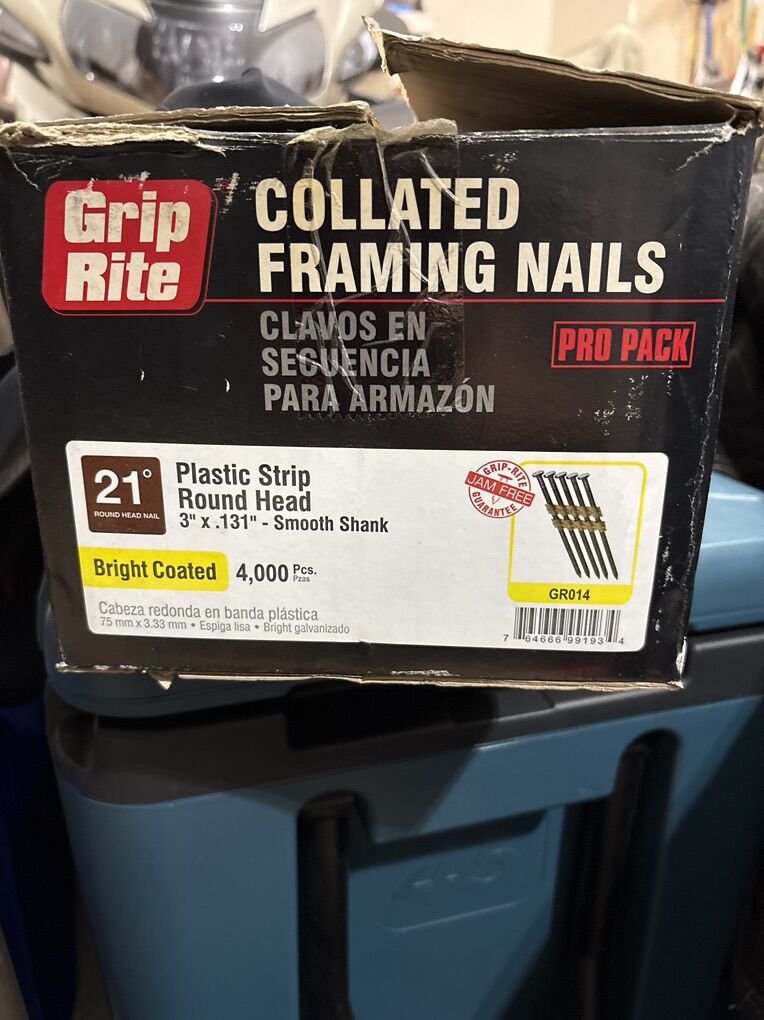 Grip
Rite
COLLATED
FRAMING NAILS
CLAVOS EN
SECUENCIA
PARA ARMAZÓN
PRO PACK
21°
ROUND HEAD NAIL
Plastic Strip
Round Head
3" x .131" - Smooth Shank
Bright Coated
4,000 Pcs.
Pzas
Cabeza redonda en banda plástica
75 mm x 3.33 mm • Espiga lisa • Bright galvanizado
GRIP-RITE
JAM FREE
GUARANTEE
GR014
7 64666 99193 4